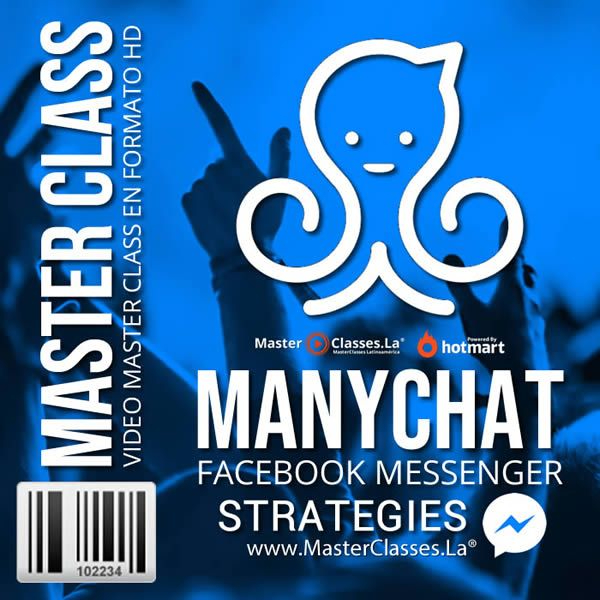 MASTER CLASS
VIDEO MASTER CLASS EN FORMATO HD
Master Classes.La®
MasterClasses Latinoamérica
Powered By
hotmart
MANYCHAT
FACEBOOK MESSENGER
STRATEGIES
www.MasterClasses.La®
102234